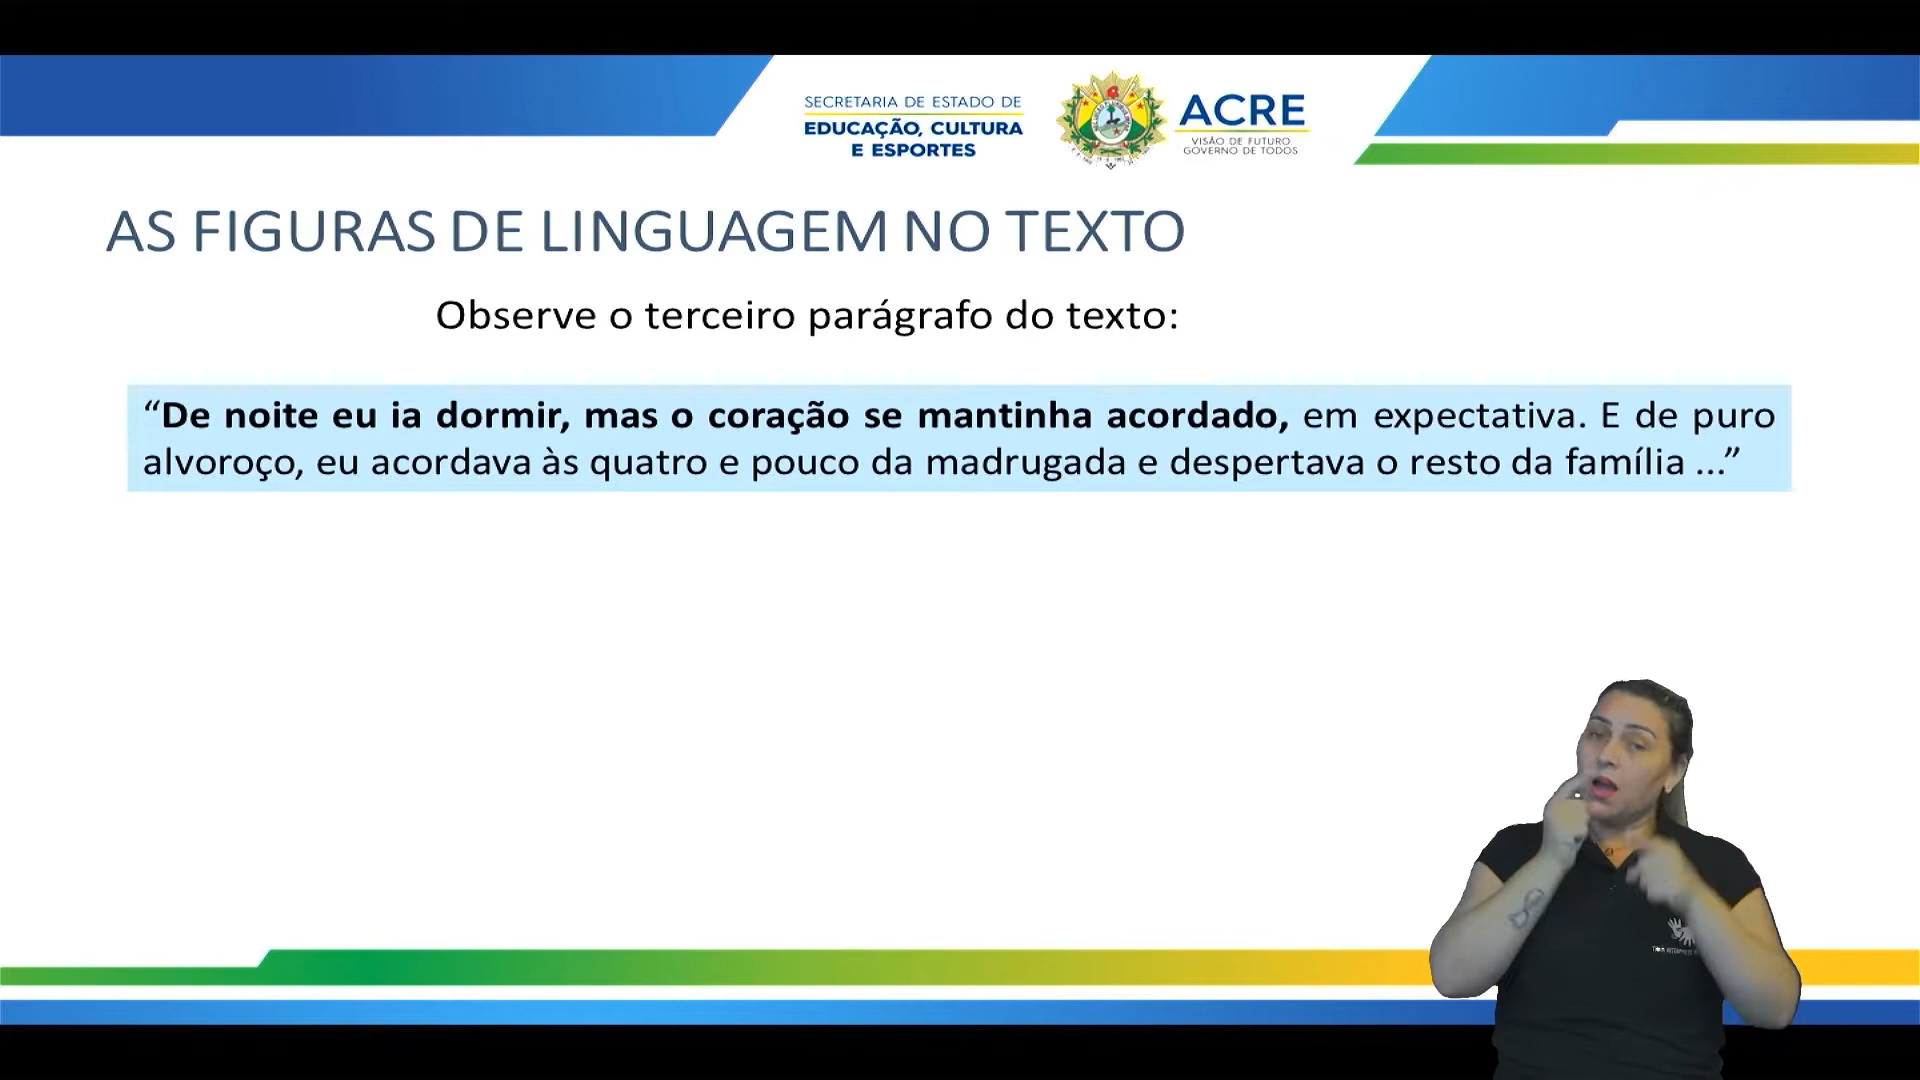 SECRETARIA DE ESTADO DE
EDUCAÇÃO, CULTURA
E ESPORTES
ACRE
VISÃO DE FUTURO
GOVERNO DE TODOS
AS FIGURAS DE LINGUAGEM NO TEXTO
Observe o terceiro parágrafo do texto:
“De noite eu ia dormir, mas o coração se mantinha acordado, em expectativa. E de puro
alvoroço, eu acordava às quatro e pouco da madrugada e despertava o resto da família ...”